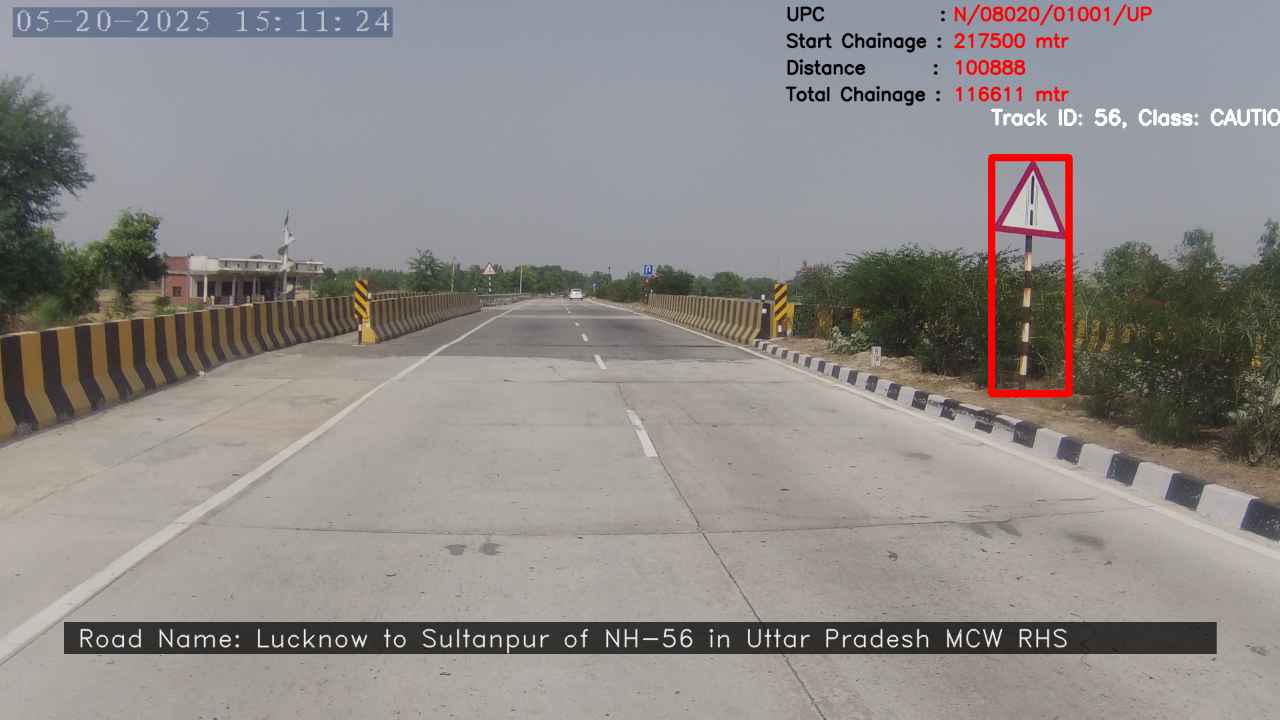 05-20-2025 15:11:24
UPC : N/08020/01001/UP
Start Chainage : 217500 mtr
Distance : 100888
Total Chainage : 116611 mtr
Track ID: 56, Class: CAUTIO
P
Road Name: Lucknow to Sultanpur of NH-56 in Uttar Pradesh MCW RHS